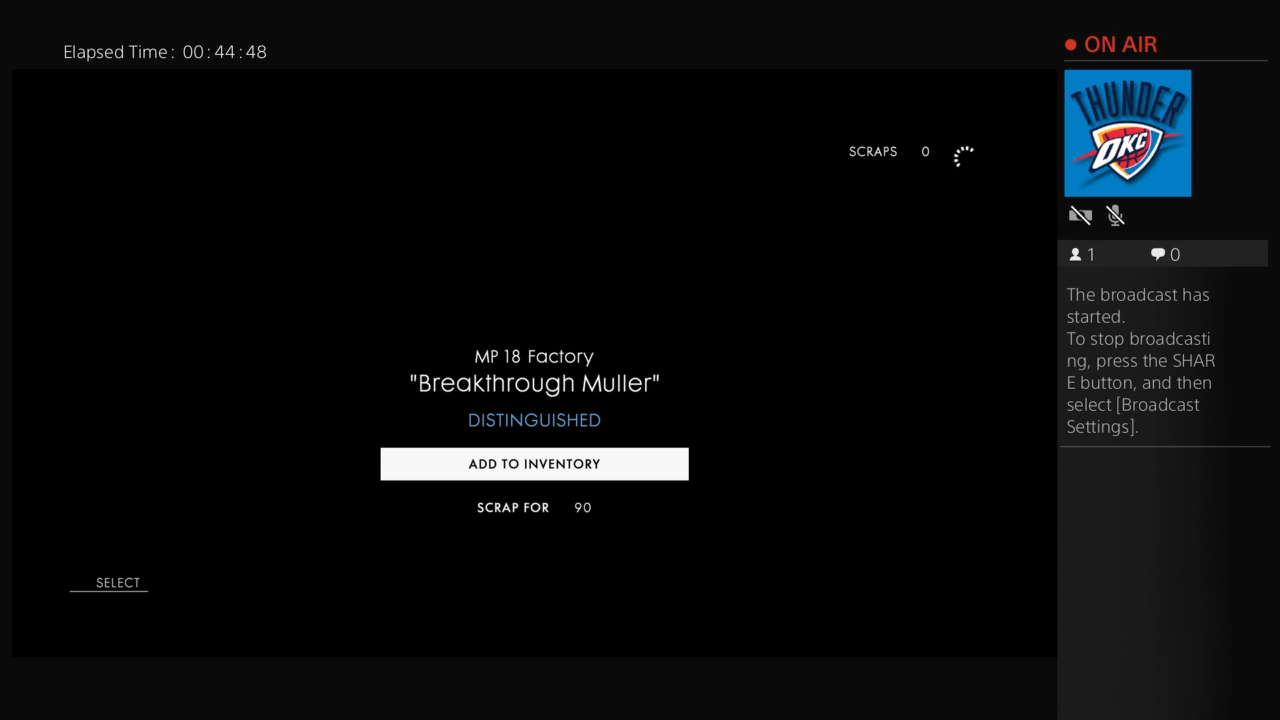 Elapsed Time: 00:44:48
ON AIR
THUNDER
OKC
SCRAPS 0
1 0
The broadcast has
started.
To stop broadcasti
ng, press the SHAR
E button, and then
select [Broadcast
Settings].
MP 18 Factory
"Breakthrough Muller"
DISTINGUISHED
ADD TO INVENTORY
SCRAP FOR 90
SELECT